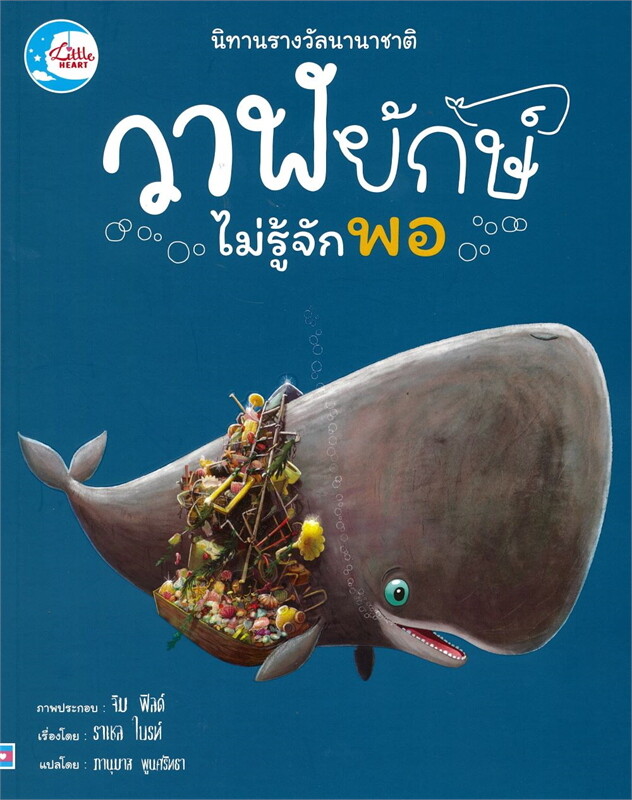 Little
HEART
นิทานรางวัลนานาชาติ
วาฬยักษ์
ไม่รู้จักพอ
ภาพประกอบ : จิม ฟิลด์
เรื่องโดย : ราเชล ไบรท์
แปลโดย : ภานุมาส พูนศรัทธา